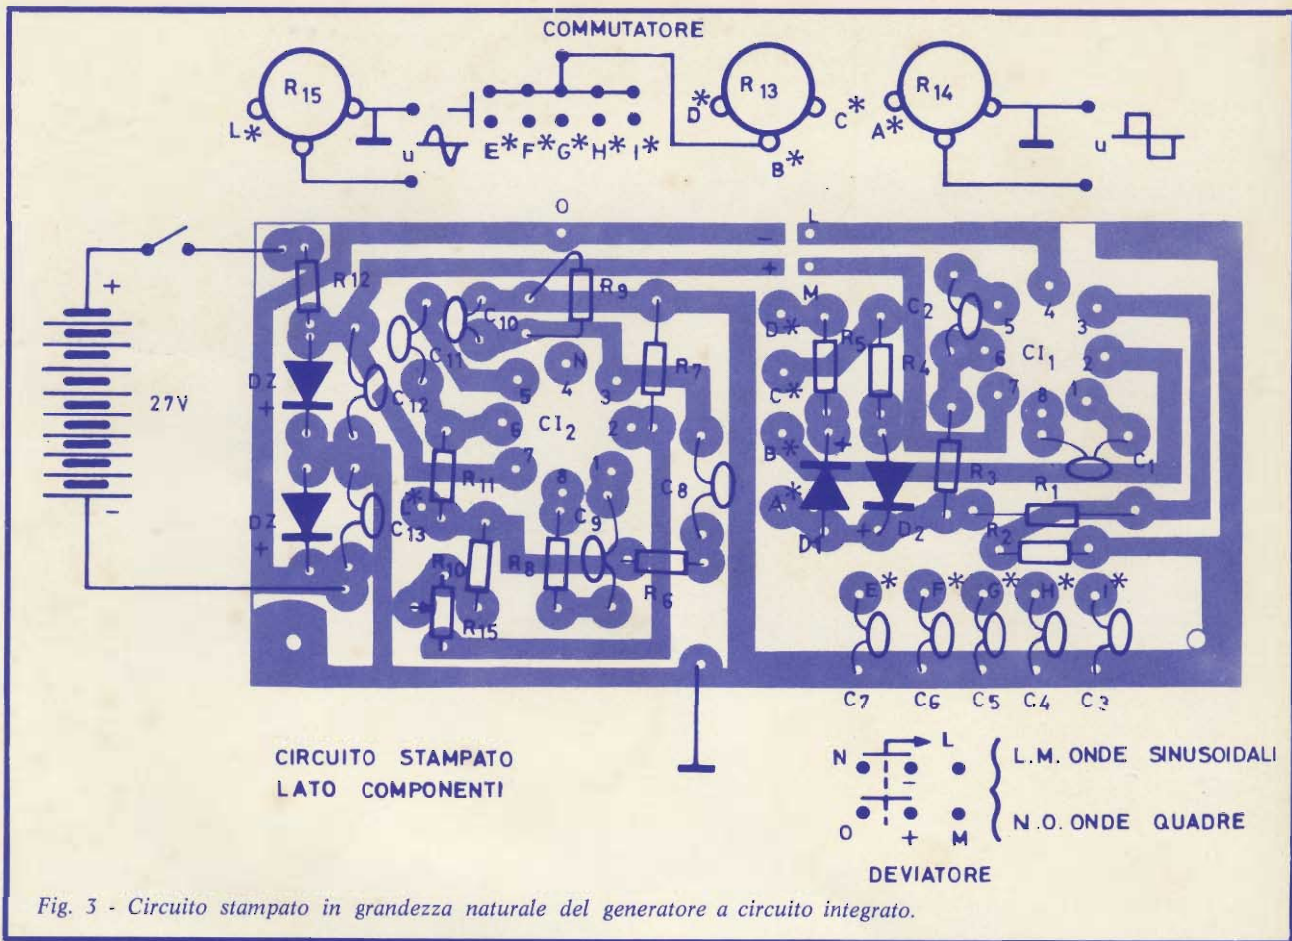 COMMUTATORE
R15
R13
R14
L*
u
E* F* G* H* I*
D*
C*
B*
A*
u
O
L
-
+
M
+
27V
-
R12
DZ
+
DZ
+
C12
C13
C11
C10
R9
N
5
4
3
CI2
6
2
7
1
8
R7
R11
L*
C9
C8
R10
R8
R6
R15
D*
C*
B*
A*
R5
R4
+
D1
+
D2
C2
5
4
3
6
CI1
2
7
8
1
R3
C1
R1
R2
E* F* G* H* I*
C7 C6 C5 C4 C3
CIRCUITO STAMPATO
LATO COMPONENTI
N
L
-
O
+
M
L.M. ONDE SINUSOIDALI
N.O. ONDE QUADRE
DEVIATORE
Fig. 3 - Circuito stampato in grandezza naturale del generatore a circuito integrato.